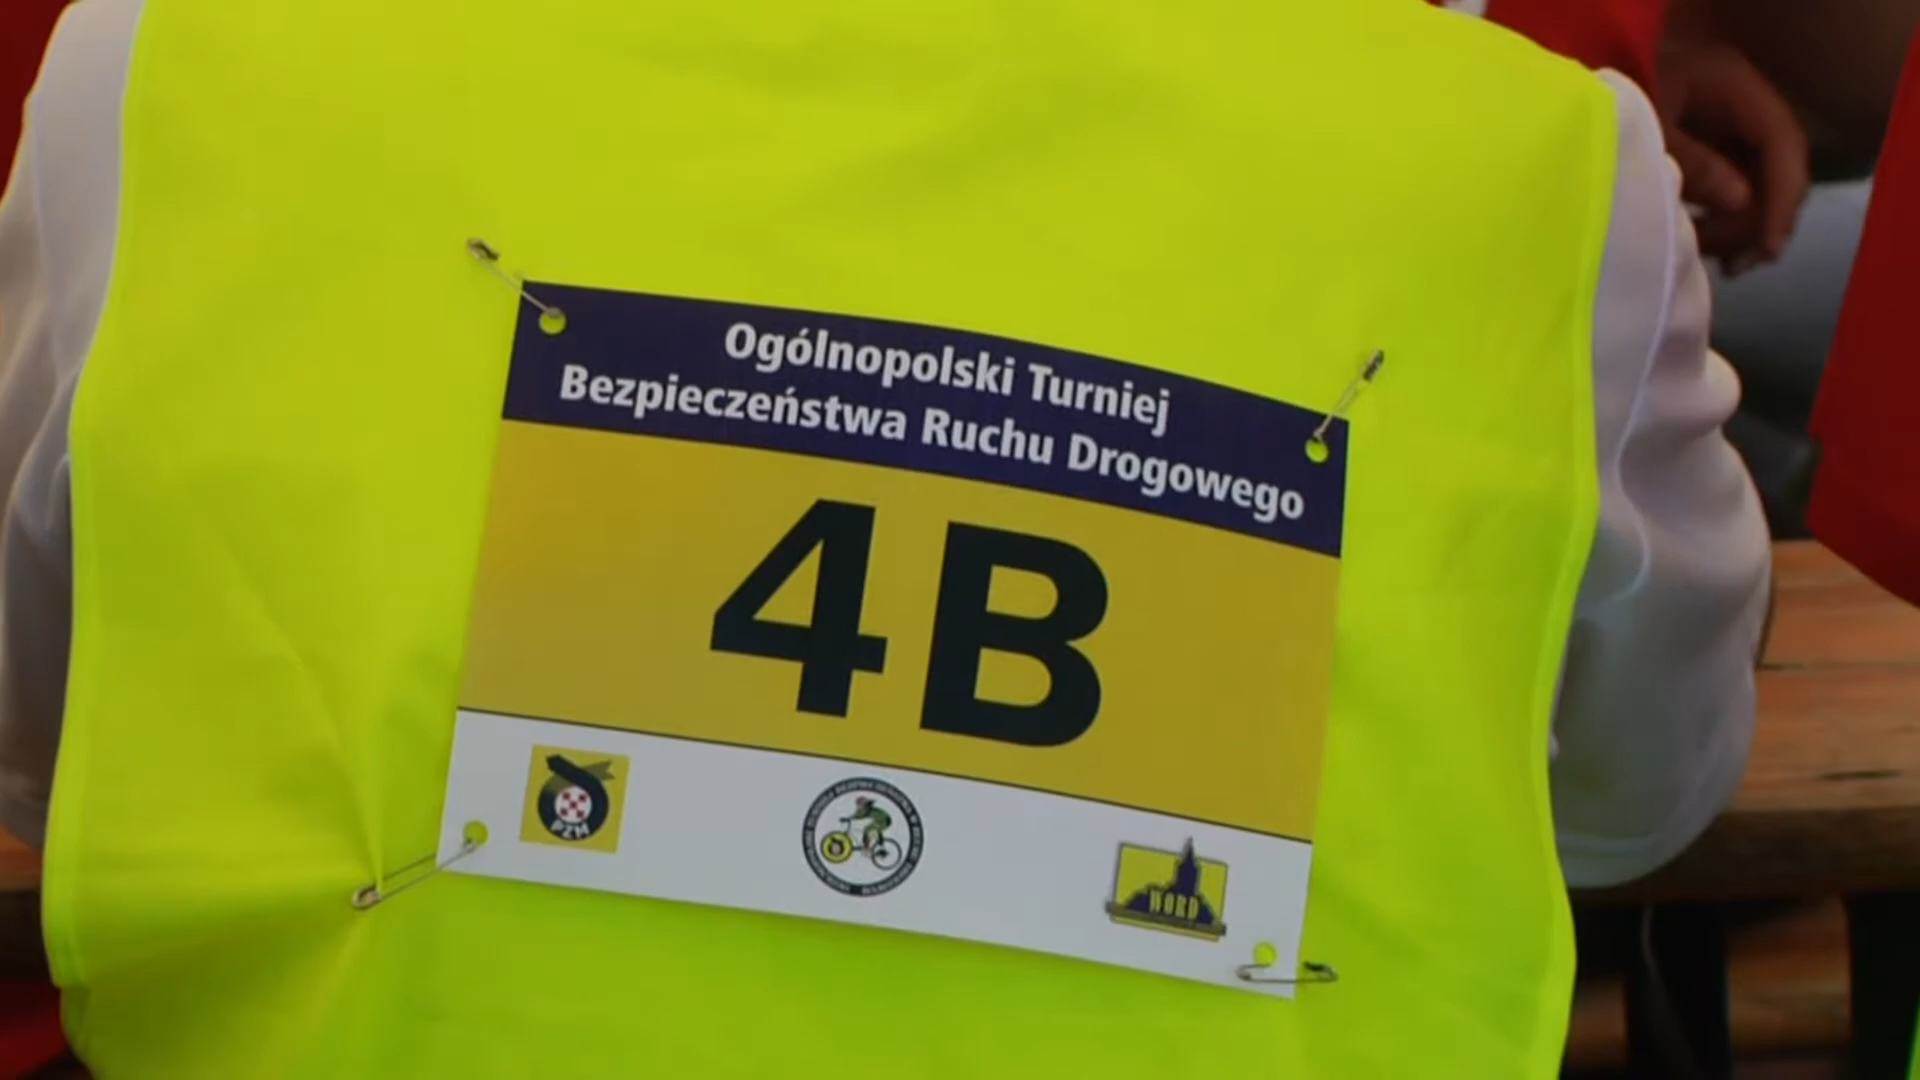 Ogólnopolski Turniej
Bezpieczeństwa Ruchu Drogowego
4B
PZM
WORD